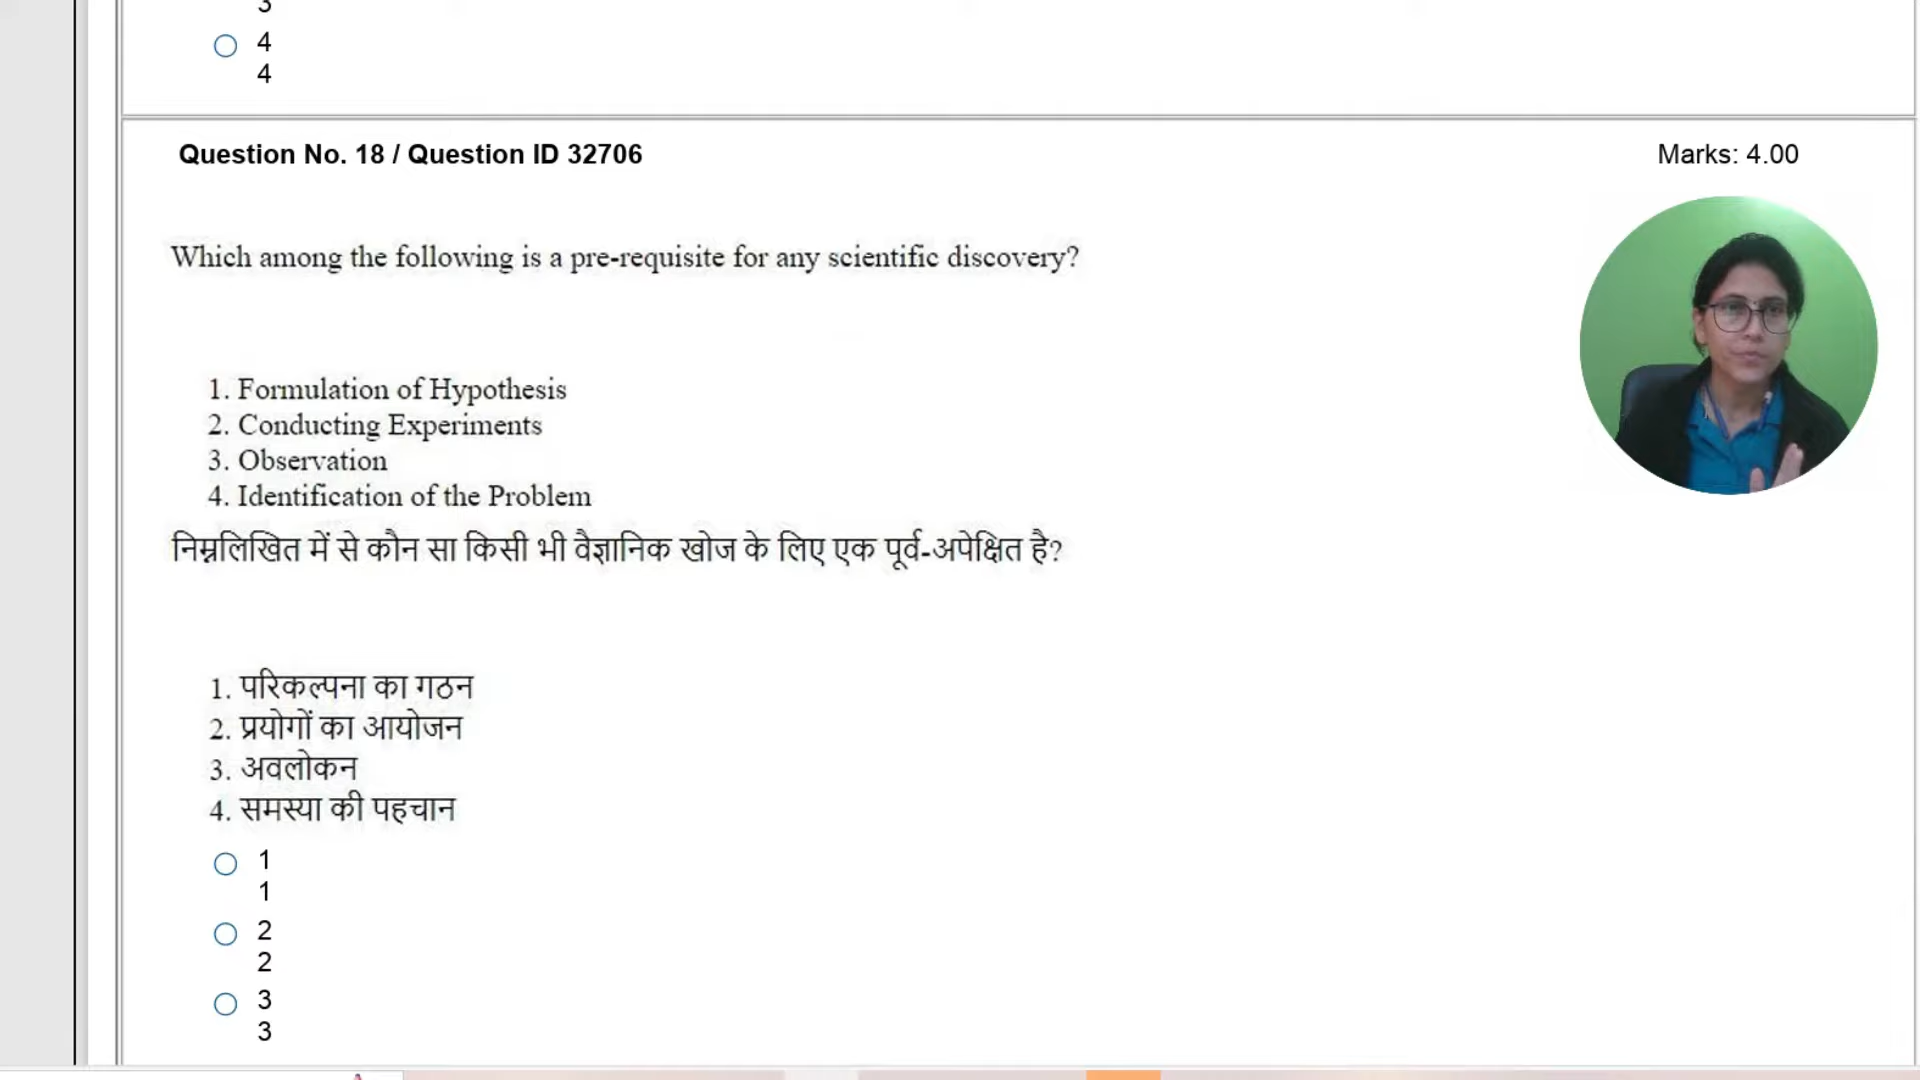 3
4
4
Question No. 18 / Question ID 32706
Marks: 4.00
Which among the following is a pre-requisite for any scientific discovery?
1. Formulation of Hypothesis
2. Conducting Experiments
3. Observation
4. Identification of the Problem
निम्नलिखित में से कौन सा किसी भी वैज्ञानिक खोज के लिए एक पूर्व-अपेक्षित है?
1. परिकल्पना का गठन
2. प्रयोगों का आयोजन
3. अवलोकन
4. समस्या की पहचान
1
1
2
2
3
3